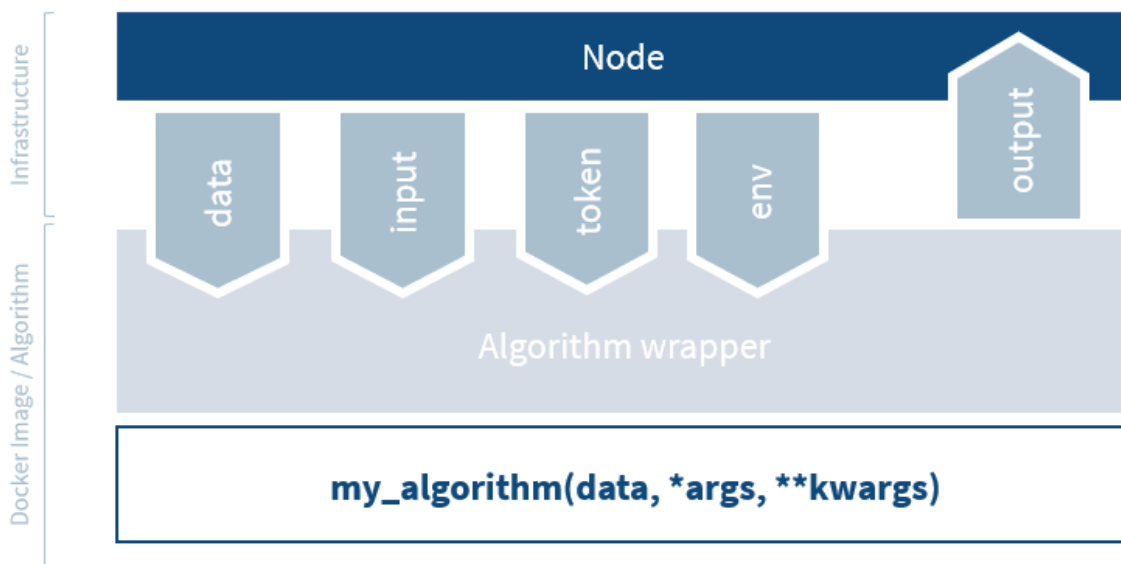 Infrastructure
Node
data
input
token
env
output
Docker Image / Algorithm
Algorithm wrapper
my_algorithm(data, *args, **kwargs)